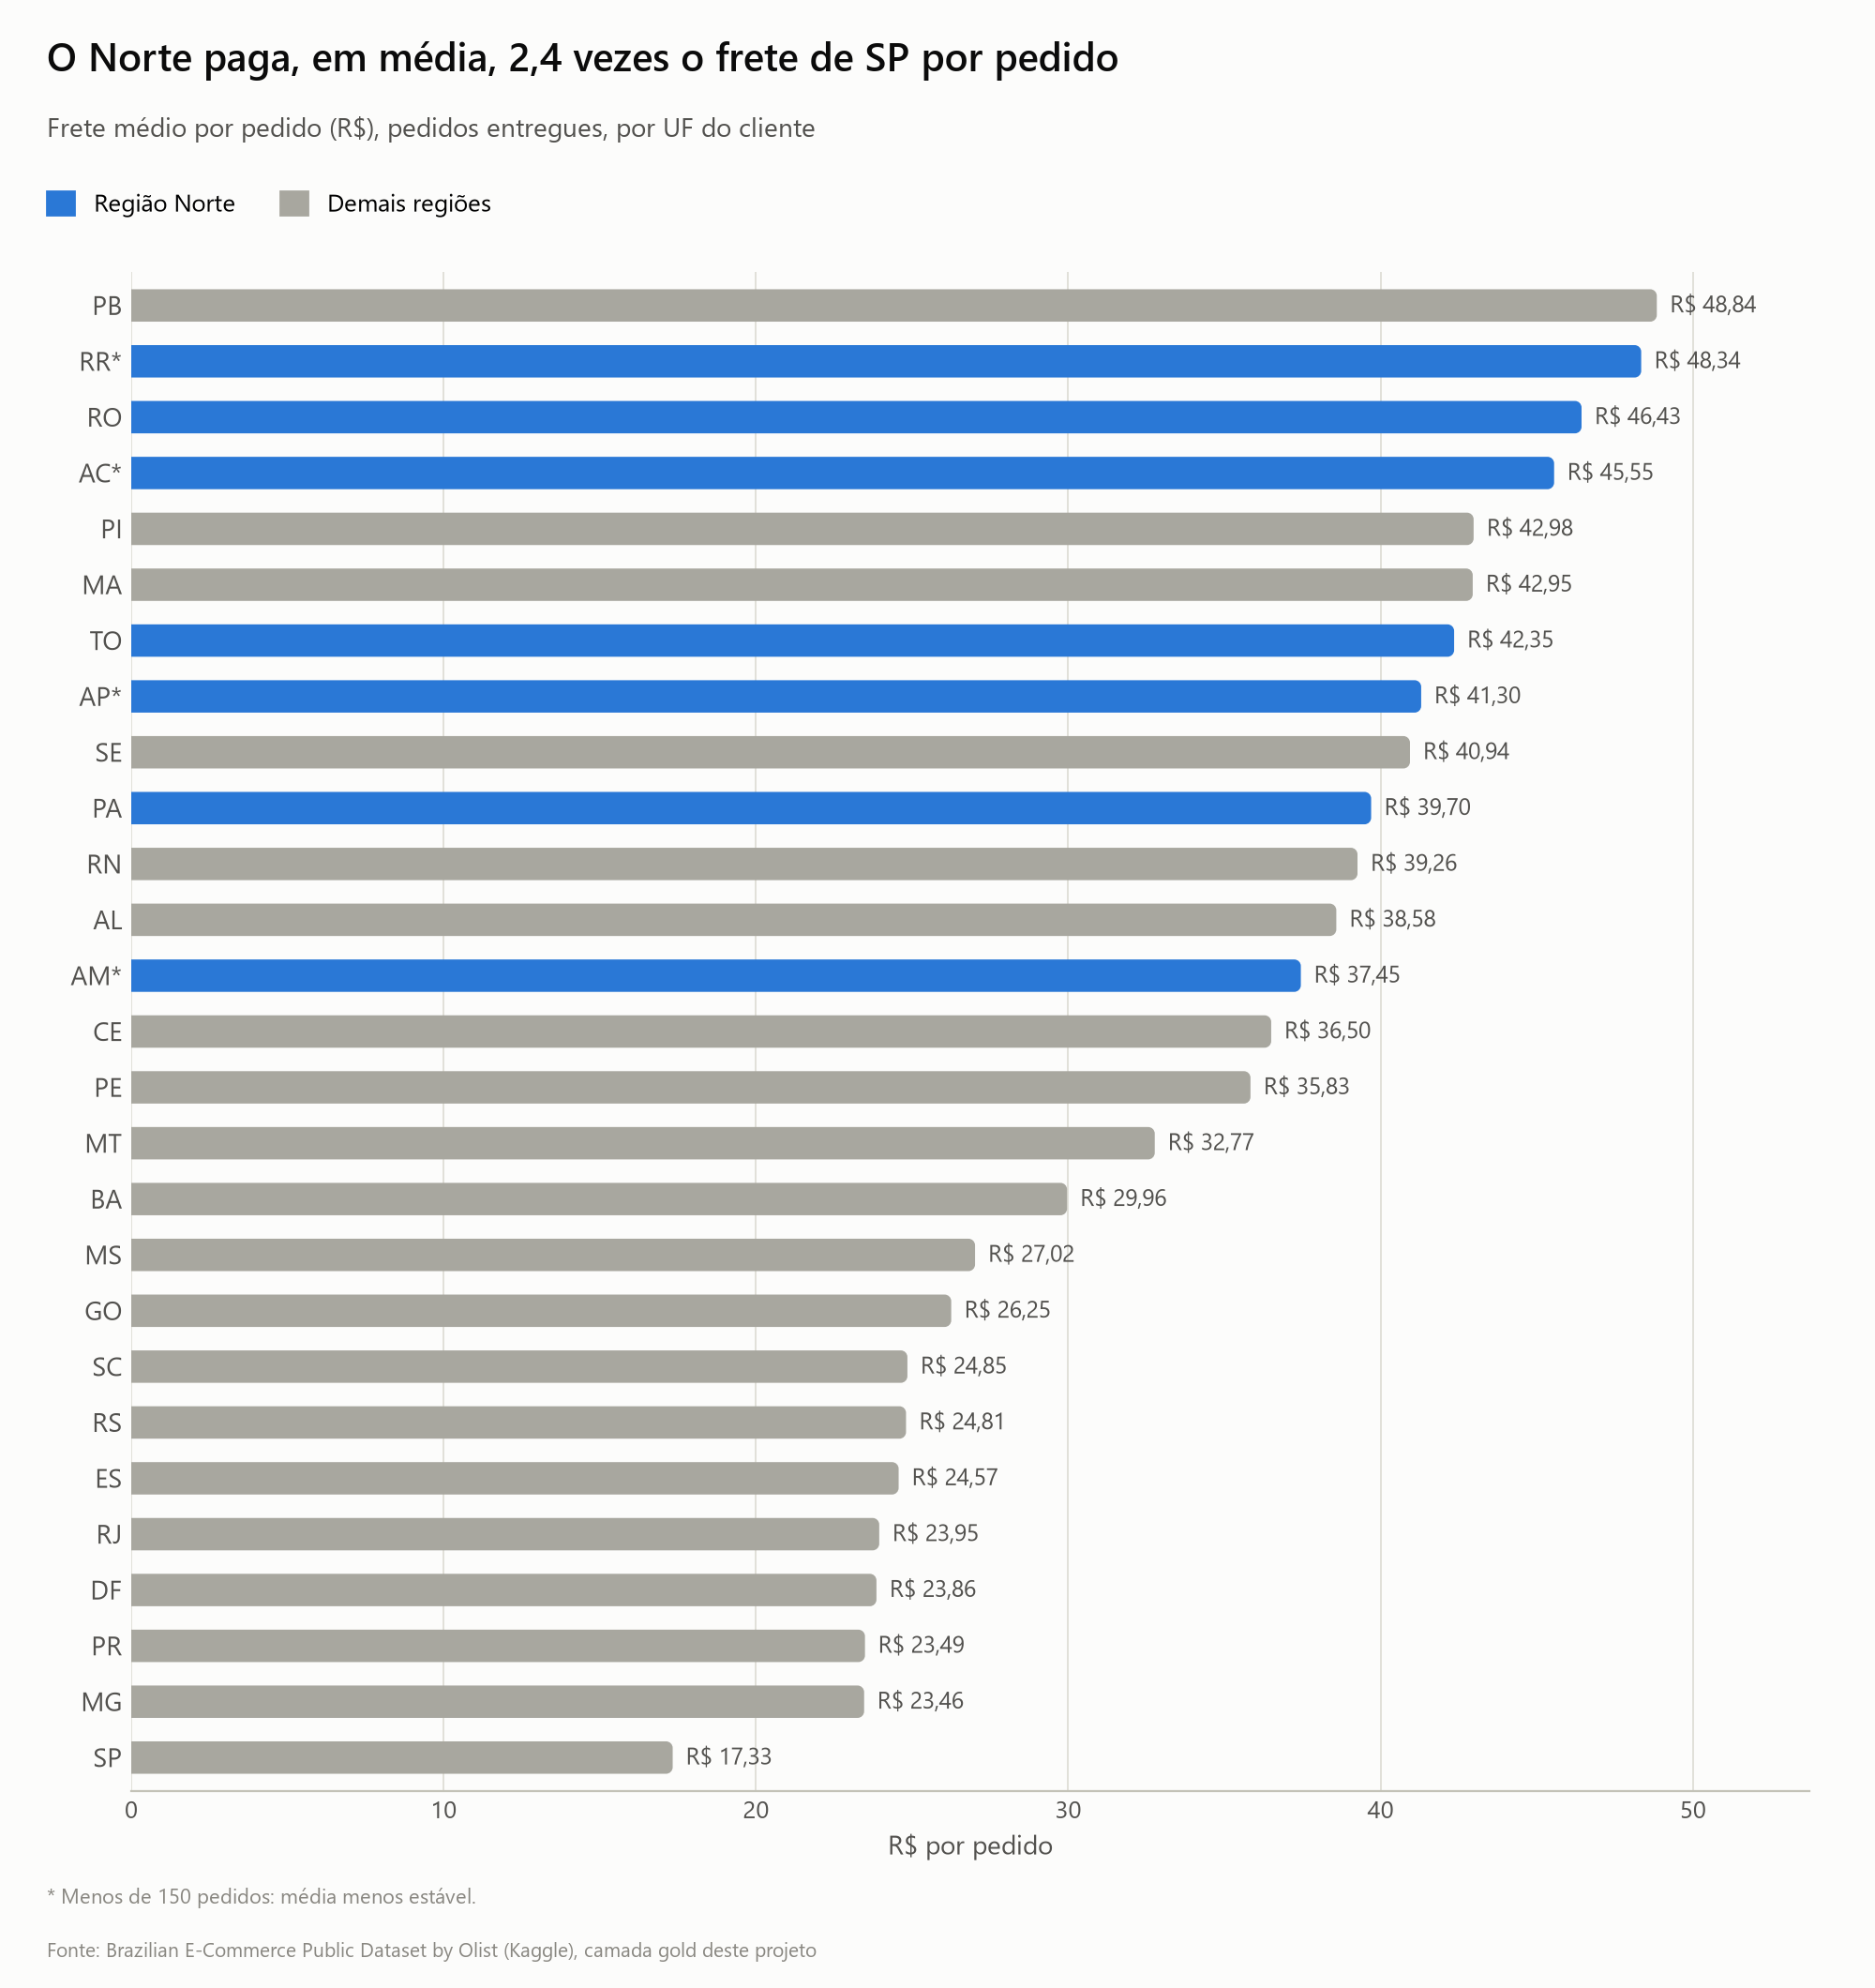 O Norte paga, em média, 2,4 vezes o frete de SP por pedido
Frete médio por pedido (R$), pedidos entregues, por UF do cliente
Região Norte Demais regiões
PB R$ 48,84
RR* R$ 48,34
RO R$ 46,43
AC* R$ 45,55
PI R$ 42,98
MA R$ 42,95
TO R$ 42,35
AP* R$ 41,30
SE R$ 40,94
PA R$ 39,70
RN R$ 39,26
AL R$ 38,58
AM* R$ 37,45
CE R$ 36,50
PE R$ 35,83
MT R$ 32,77
BA R$ 29,96
MS R$ 27,02
GO R$ 26,25
SC R$ 24,85
RS R$ 24,81
ES R$ 24,57
RJ R$ 23,95
DF R$ 23,86
PR R$ 23,49
MG R$ 23,46
SP R$ 17,33
0 10 20 30 40 50
R$ por pedido
* Menos de 150 pedidos: média menos estável.
Fonte: Brazilian E-Commerce Public Dataset by Olist (Kaggle), camada gold deste projeto